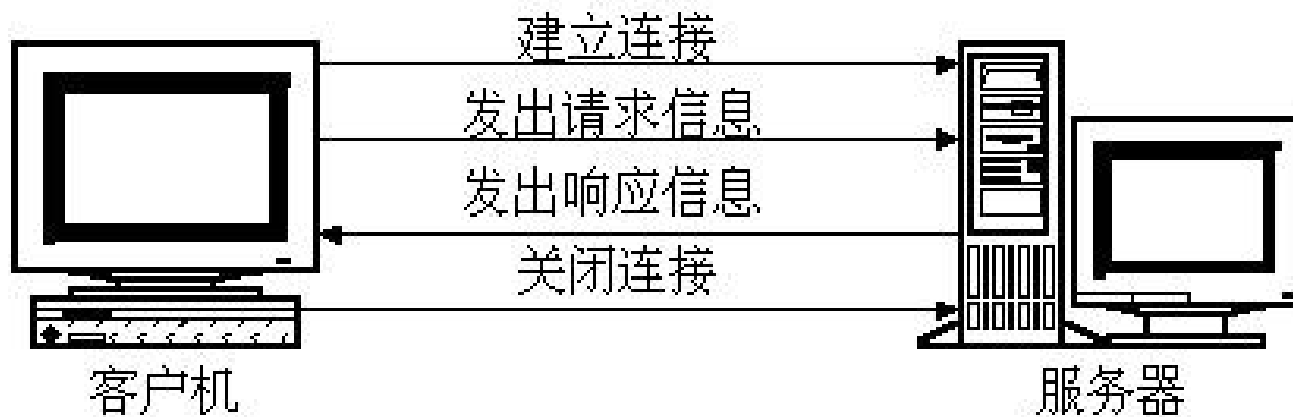 建立连接
发出请求信息
发出响应信息
关闭连接
客户机
服务器